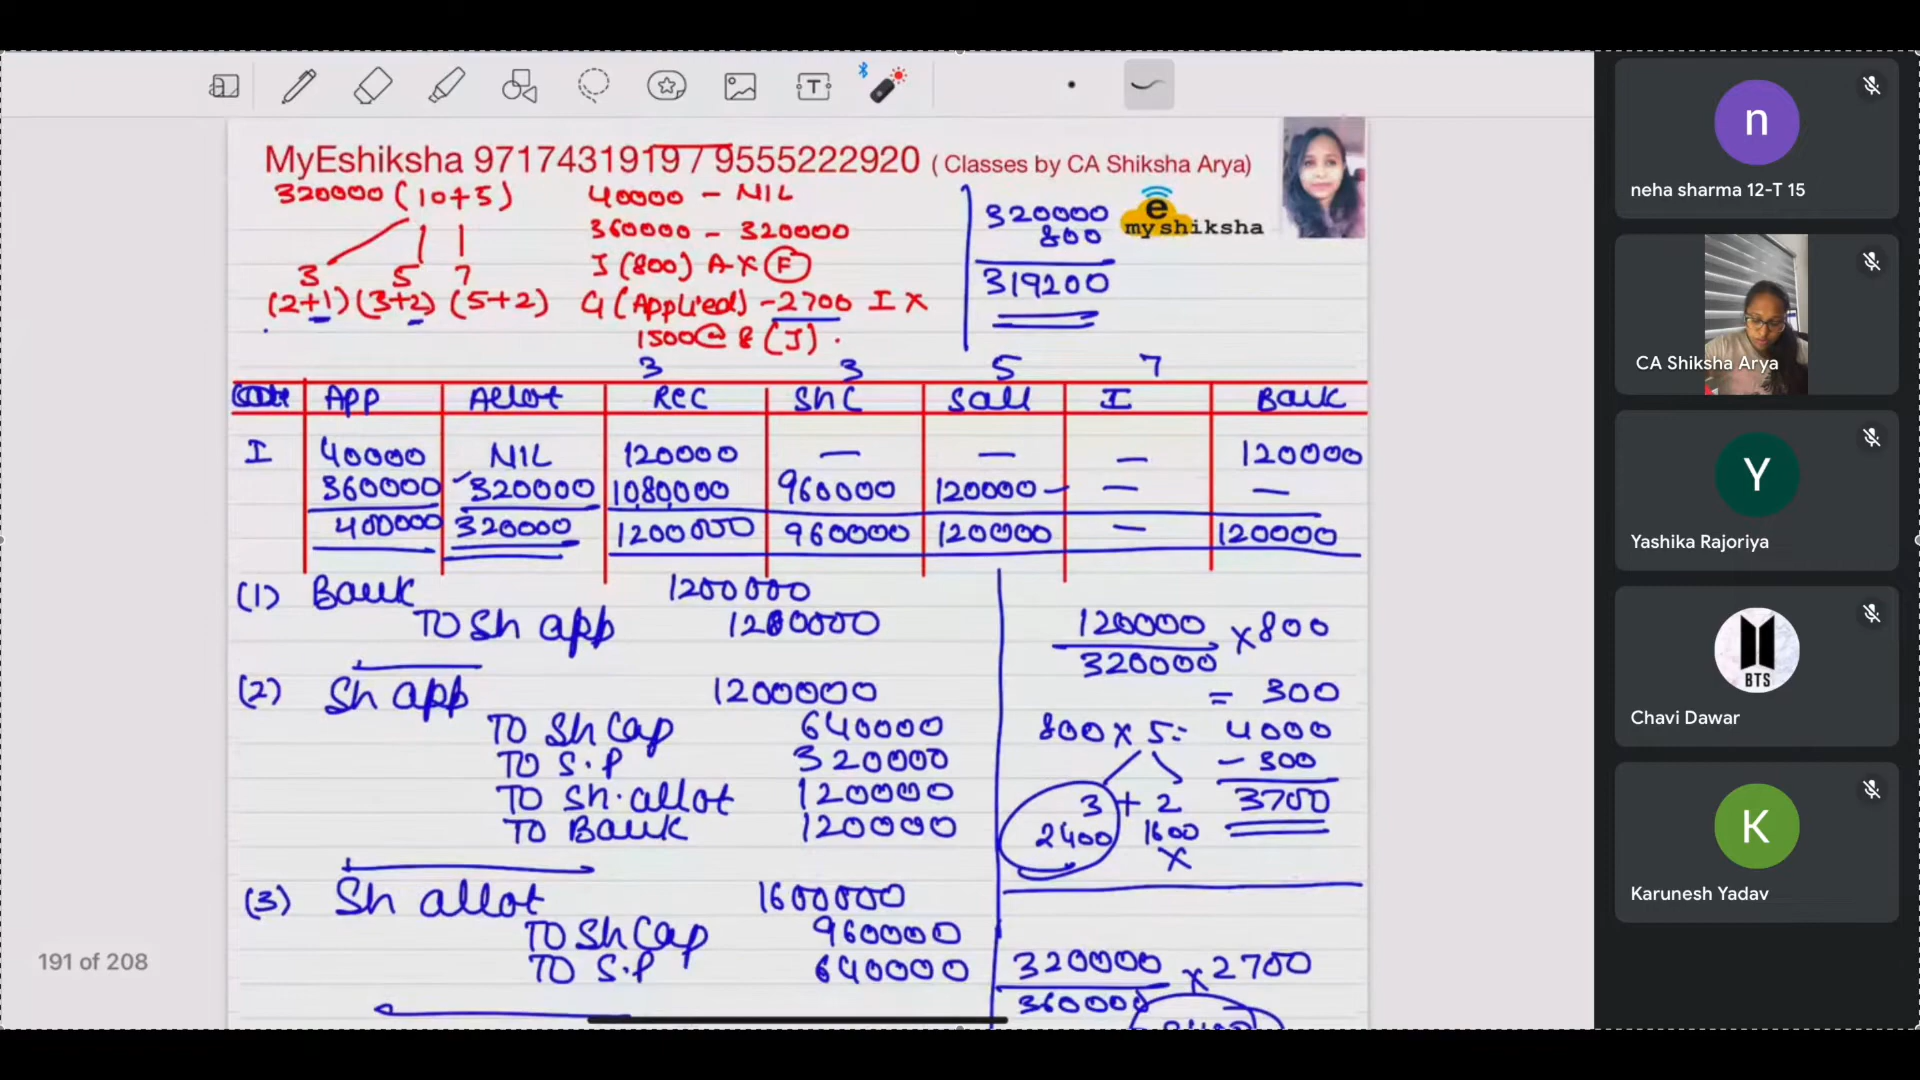 MyEshiksha 9717431919 / 9555222920 ( Classes by CA Shiksha Arya)
320000 (10+5)
3 5 7
(2+1) (3+2) (5+2)
40000 - NIL
360000 - 320000
J (800) A X (F)
G (Applied) - 2700 I X
1500@ 8 (J) .
320000
800
319200
e
my shiksha
3 3 5 7
App Allot Rec Sh C Sall I Bank
I 40000 NIL 120000 — — — 120000
360000 320000 1080000 960000 120000 — — —
400000 320000 1200000 960000 120000 — 120000
(1) Bank 1200000
To Sh app 1200000
(2) Sh app 1200000
To Sh Cap 640000
To S.P 320000
To Sh.allot 120000
To Bank 120000
(3) Sh allot 1600000
To Sh Cap 960000
To S.P 640000
120000 x 800
320000
= 300
800 x 5 = 4000
- 300
3 + 2 3700
2400 1600
X
320000 x 2700
360000
191 of 208
n
neha sharma 12-T 15
CA Shiksha Arya
Y
Yashika Rajoriya
BTS
Chavi Dawar
K
Karunesh Yadav